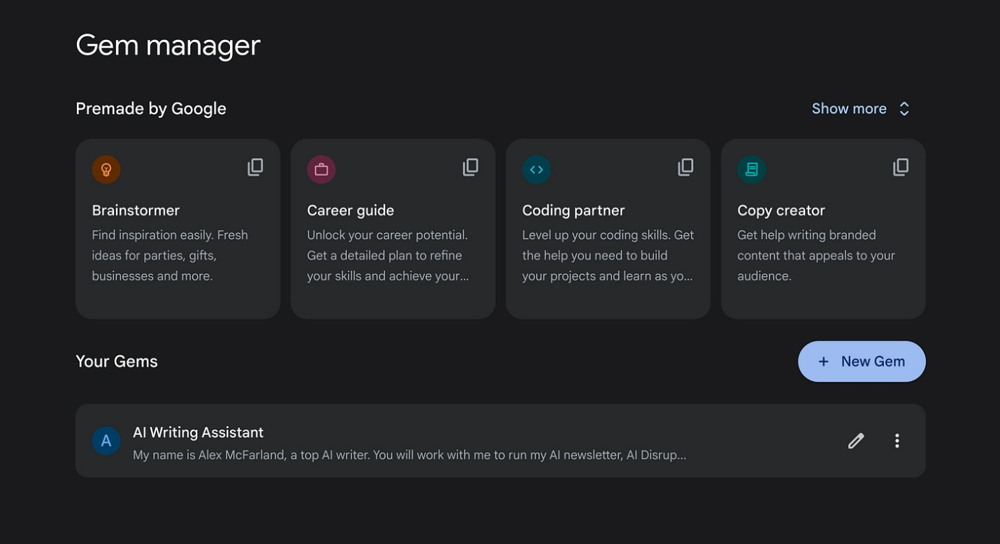 Gem manager
Premade by Google
Show more
Brainstormer
Find inspiration easily. Fresh
ideas for parties, gifts,
businesses and more.
Career guide
Unlock your career potential.
Get a detailed plan to refine
your skills and achieve your...
Coding partner
Level up your coding skills. Get
the help you need to build
your projects and learn as yo...
Copy creator
Get help writing branded
content that appeals to your
audience.
Your Gems
+ New Gem
A
AI Writing Assistant
My name is Alex McFarland, a top AI writer. You will work with me to run my AI newsletter, AI Disrup...